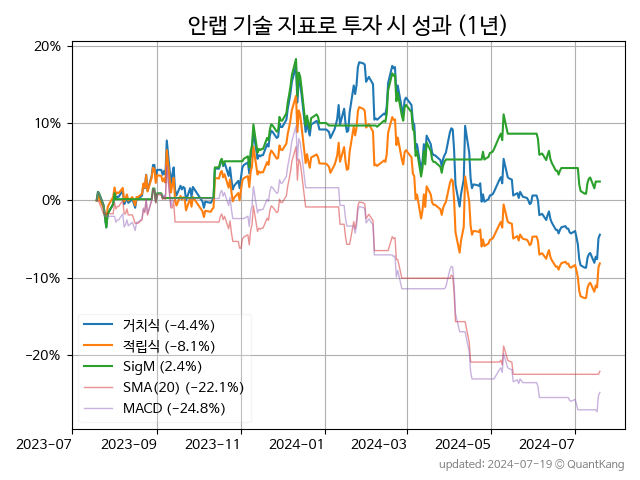 안랩 기술 지표로 투자 시 성과 (1년)
20%
10%
0%
−10%
−20%
거치식 (−4.4%)
적립식 (−8.1%)
SigM (2.4%)
SMA(20) (−22.1%)
MACD (−24.8%)
2023-07 2023-09 2023-11 2024-01 2024-03 2024-05 2024-07
updated: 2024-07-19 © QuantKang